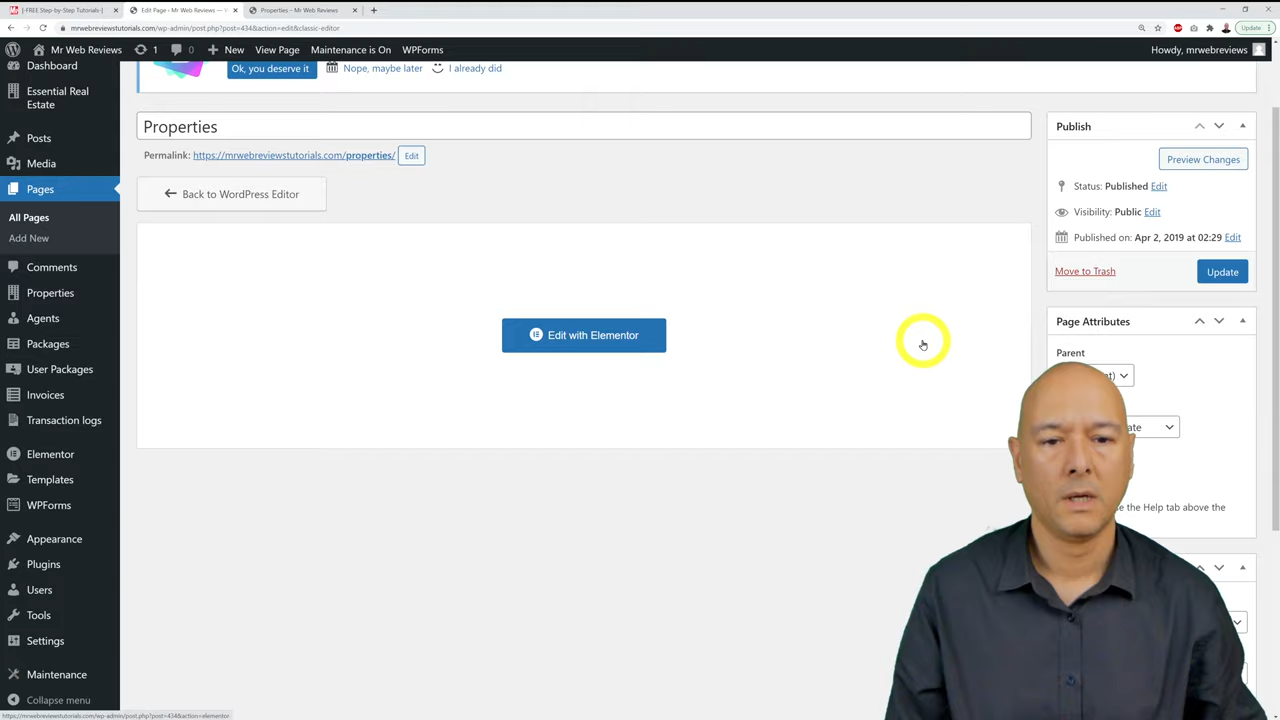 [-FREE Step-by-Step Tutorials-]
Edit Page ‹ Mr Web Reviews — W
Properties – Mr Web Reviews
mrwebreviewstutorials.com/wp-admin/post.php?post=434&action=edit&classic-editor
Update
Mr Web Reviews
1
0
New
View Page
Maintenance is On
WPForms
Howdy, mrwebreviews
Dashboard
Essential Real
Estate
Posts
Media
Pages
All Pages
Add New
Comments
Properties
Agents
Packages
User Packages
Invoices
Transaction logs
Elementor
Templates
WPForms
Appearance
Plugins
Users
Tools
Settings
Maintenance
Collapse menu
Ok, you deserve it
Nope, maybe later
I already did
Properties
Permalink: https://mrwebreviewstutorials.com/properties/ Edit
Back to WordPress Editor
Edit with Elementor
Publish
Preview Changes
Status: Published Edit
Visibility: Public Edit
Published on: Apr 2, 2019 at 02:29 Edit
Move to Trash
Update
Page Attributes
Parent
the Help tab above the
https://mrwebreviewstutorials.com/wp-admin/post.php?post=434&action=elementor